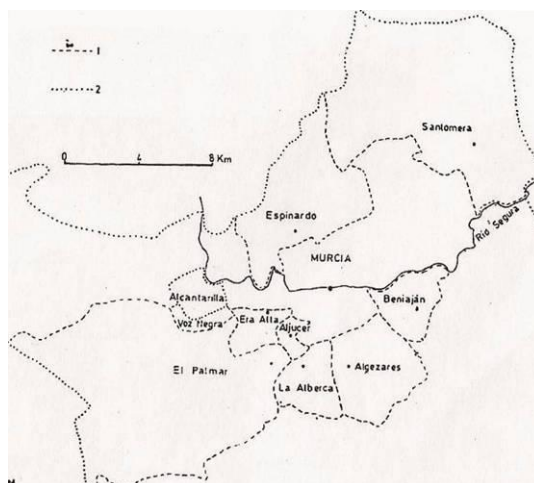 1
2
0 4 8 Km
Santomera
Espinardo
Río Segura
MURCIA
Alcantarilla
Beniaján
Voz Negra
Era Alta
Aljucer
El Palmar
La Alberca
Algezares